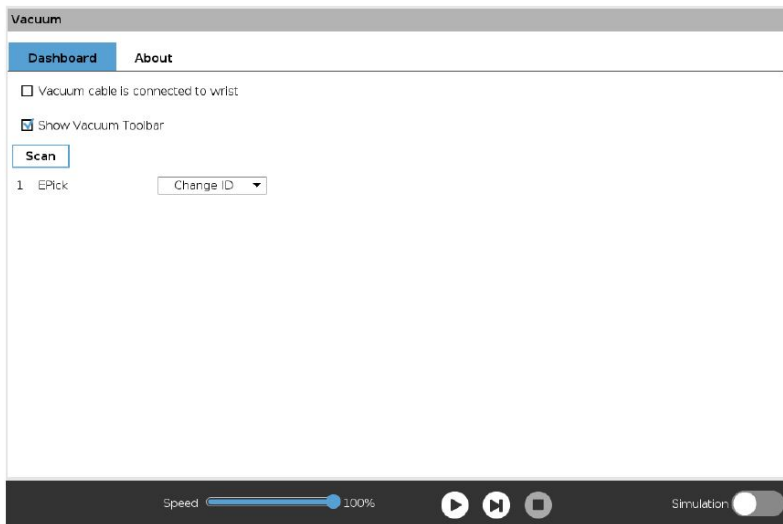 Vacuum
Dashboard About
Vacuum cable is connected to wrist
Show Vacuum Toolbar
Scan
1 EPick Change ID
Speed 100% Simulation